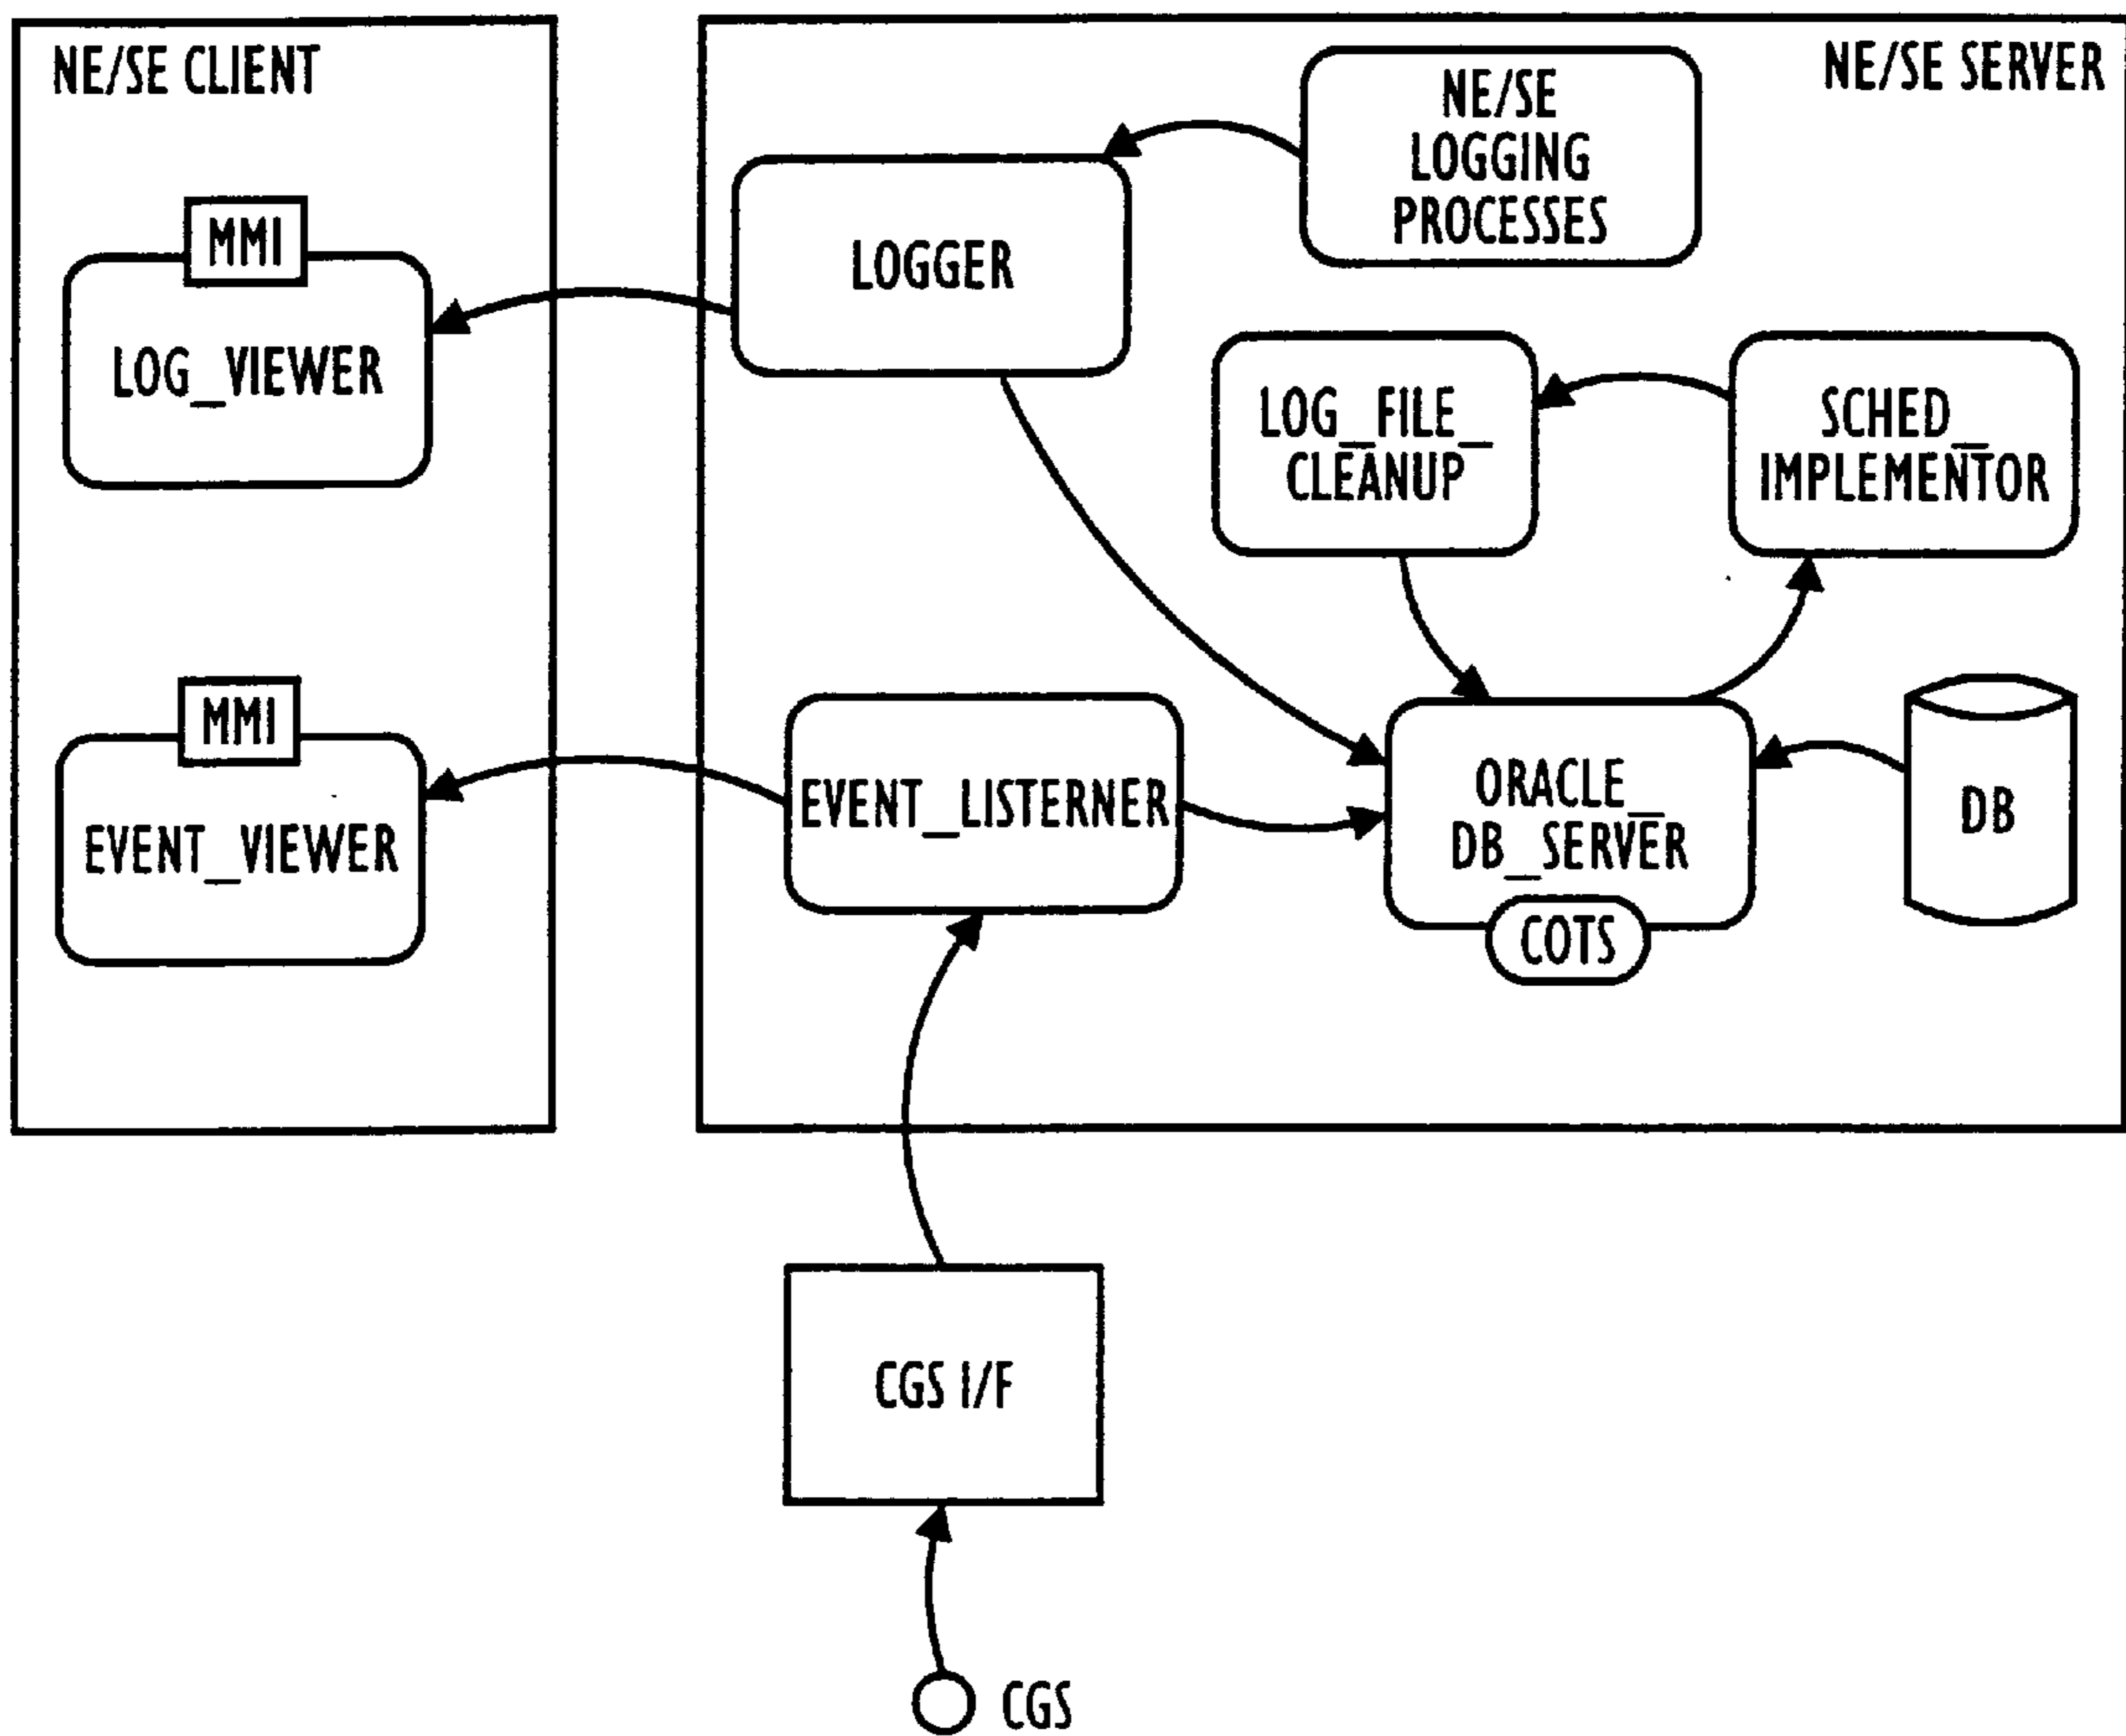 NE/SE CLIENT
MMI
LOG_VIEWER
MMI
EVENT_VIEWER
NE/SE SERVER
NE/SE
LOGGING
PROCESSES
LOGGER
LOG_FILE_
CLEANUP
SCHED_
IMPLEMENTOR
EVENT_LISTERNER
ORACLE_
DB_SERVER
COTS
DB
CGS I/F
CGS